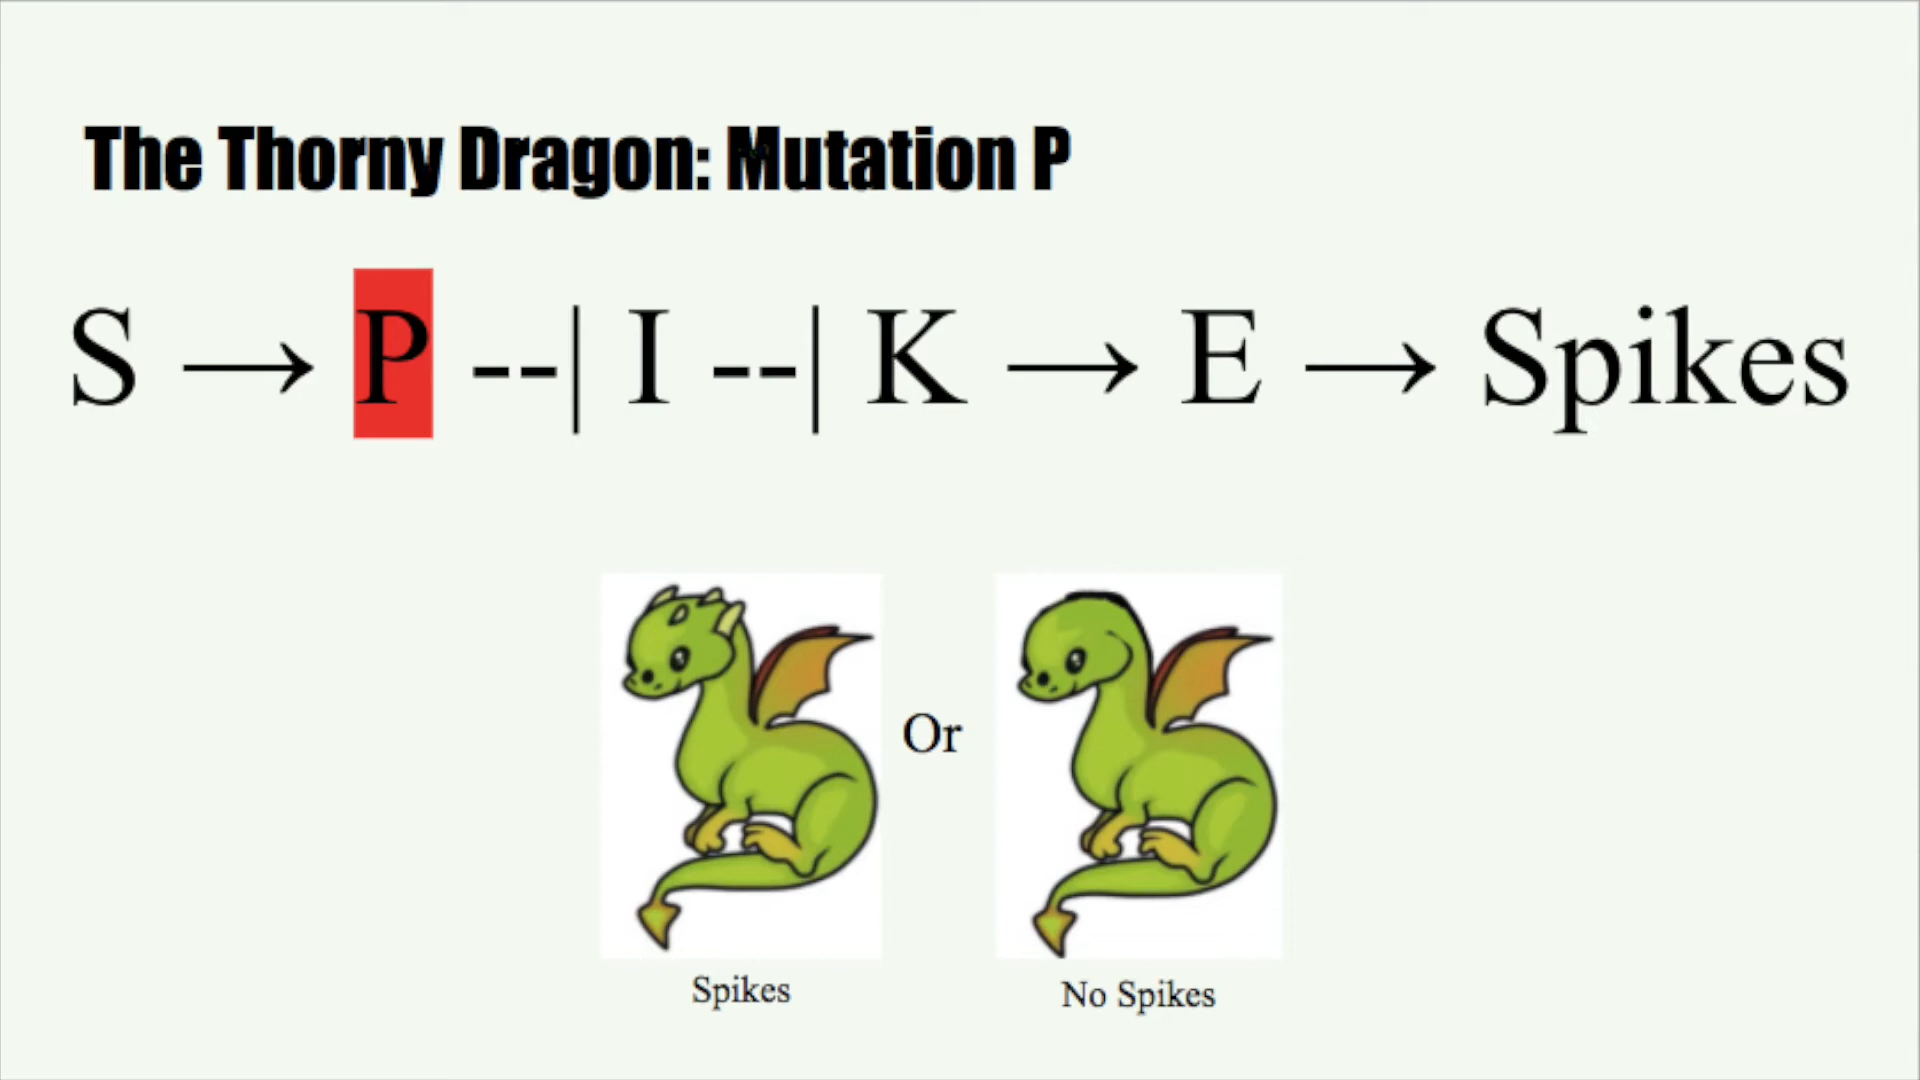 The Thorny Dragon: Mutation P
S → P --| I --| K → E → Spikes
Or
Spikes
No Spikes